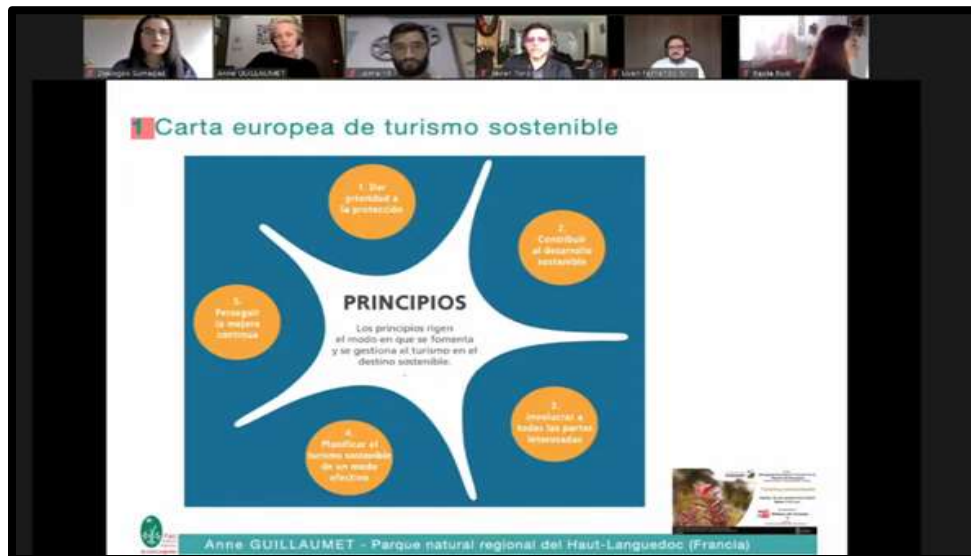 Anne GUILLAUMET
1 Carta europea de turismo sostenible
1. Dar
prioridad a
la protección
2.
Contribuir
al desarrollo
sostenible
PRINCIPIOS
Los principios rigen
el modo en que se fomenta
y se gestiona el turismo en el
destino sostenible.
5.
Perseguir
la mejora
continua
3.
Involucrar a
todas las partes
interesadas
4.
Planificar el
turismo sostenible
de un modo
efectivo
Anne GUILLAUMET - Parque natural regional del Haut-Languedoc (Francia)